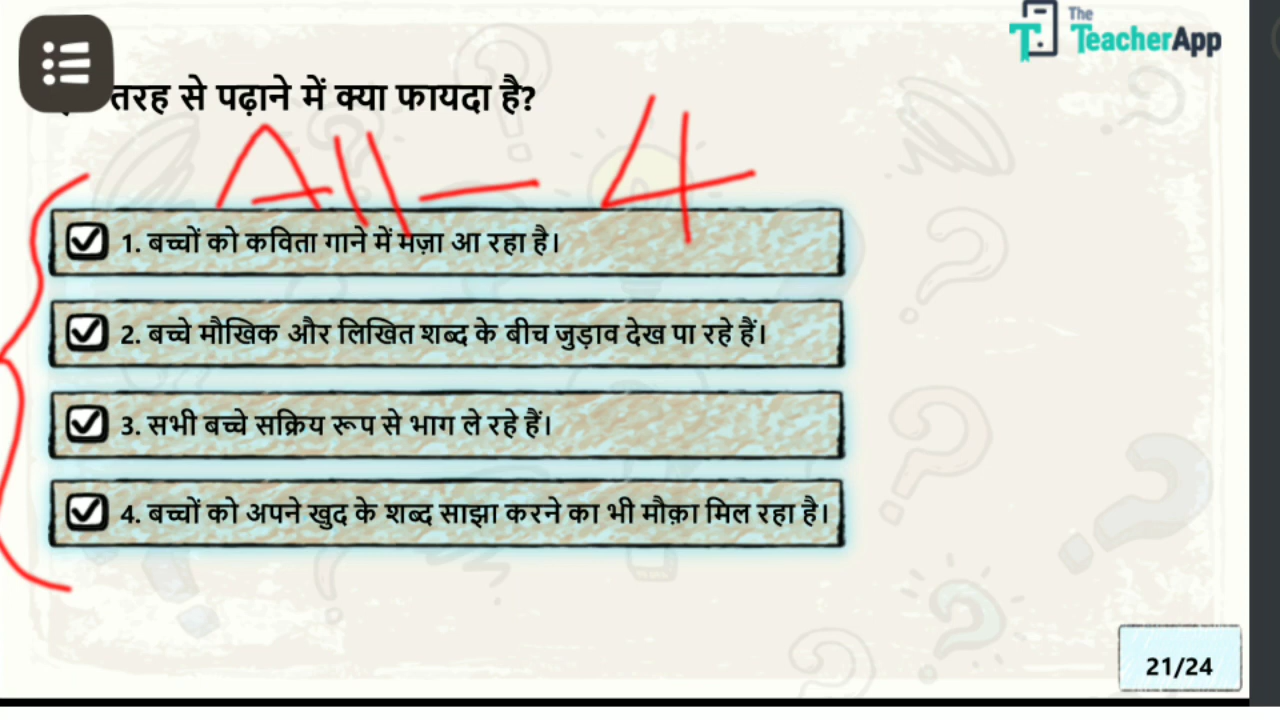 The
TeacherApp
तरह से पढ़ाने में क्या फायदा है?
All - 4
1. बच्चों को कविता गाने में मज़ा आ रहा है।
2. बच्चे मौखिक और लिखित शब्द के बीच जुड़ाव देख पा रहे हैं।
3. सभी बच्चे सक्रिय रूप से भाग ले रहे हैं।
4. बच्चों को अपने खुद के शब्द साझा करने का भी मौक़ा मिल रहा है।
21/24